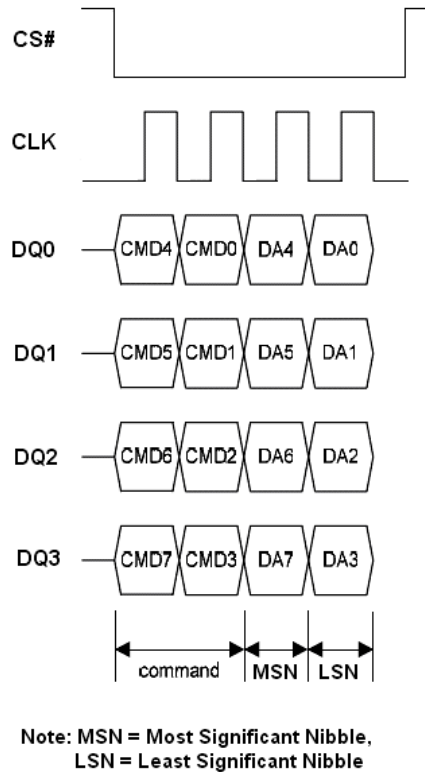 CS#
CLK
DQ0 CMD4 CMD0 DA4 DA0
DQ1 CMD5 CMD1 DA5 DA1
DQ2 CMD6 CMD2 DA6 DA2
DQ3 CMD7 CMD3 DA7 DA3
command MSN LSN
Note: MSN = Most Significant Nibble,
LSN = Least Significant Nibble